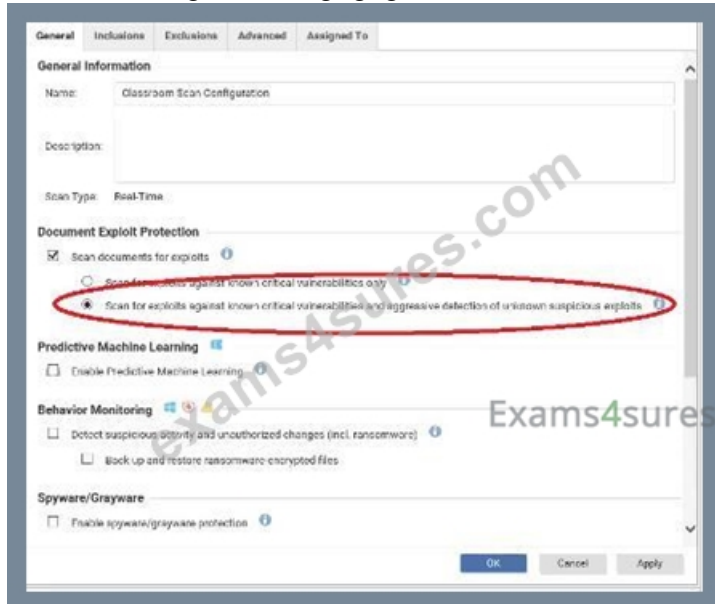 General Inclusions Exclusions Advanced Assigned To
General Information
Name: Classroom Scan Configuration
Description:
Scan Type: Real-Time
Document Exploit Protection
Scan documents for exploits
Scan for exploits against known critical vulnerabilities only
Scan for exploits against known critical vulnerabilities and aggressive detection of unknown suspicious exploits
Predictive Machine Learning
Enable Predictive Machine Learning
Behavior Monitoring
Detect suspicious activity and unauthorized changes (incl. ransomware)
Back up and restore ransomware-encrypted files
Spyware/Grayware
Enable spyware/grayware protection
OK Cancel Apply
exams4sures.com
Exams4sures